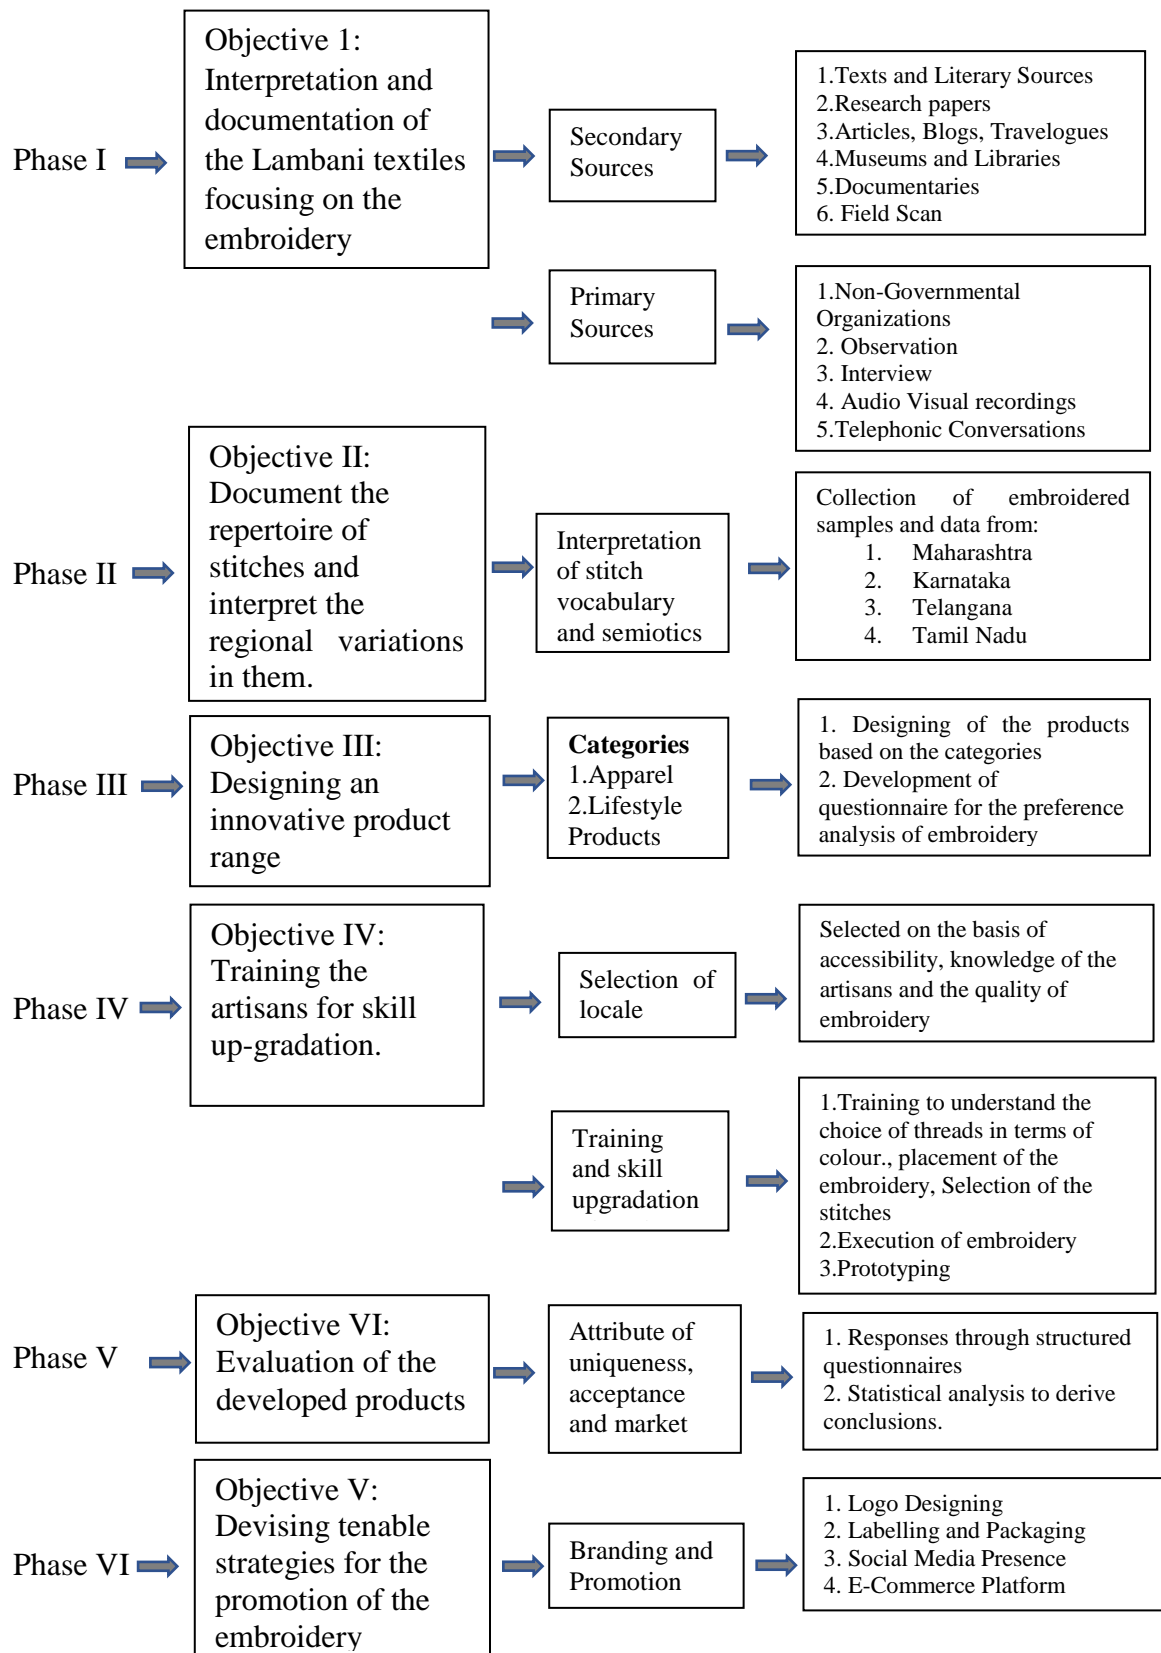 Phase I
Objective 1:
Interpretation and
documentation of
the Lambani textiles
focusing on the
embroidery
Secondary
Sources
1.Texts and Literary Sources
2.Research papers
3.Articles, Blogs, Travelogues
4.Museums and Libraries
5.Documentaries
6. Field Scan
Primary
Sources
1.Non-Governmental
Organizations
2. Observation
3. Interview
4. Audio Visual recordings
5.Telephonic Conversations
Phase II
Objective II:
Document the
repertoire of
stitches and
interpret the
regional variations
in them.
Interpretation
of stitch
vocabulary
and semiotics
Collection of embroidered
samples and data from:
1. Maharashtra
2. Karnataka
3. Telangana
4. Tamil Nadu
Phase III
Objective III:
Designing an
innovative product
range
Categories
1.Apparel
2.Lifestyle
Products
1. Designing of the products
based on the categories
2. Development of
questionnaire for the preference
analysis of embroidery
Phase IV
Objective IV:
Training the
artisans for skill
up-gradation.
Selection of
locale
Selected on the basis of
accessibility, knowledge of the
artisans and the quality of
embroidery
Training
and skill
upgradation
1.Training to understand the
choice of threads in terms of
colour., placement of the
embroidery, Selection of the
stitches
2.Execution of embroidery
3.Prototyping
Phase V
Objective VI:
Evaluation of the
developed products
Attribute of
uniqueness,
acceptance
and market
1. Responses through structured
questionnaires
2. Statistical analysis to derive
conclusions.
Phase VI
Objective V:
Devising tenable
strategies for the
promotion of the
embroidery
Branding and
Promotion
1. Logo Designing
2. Labelling and Packaging
3. Social Media Presence
4. E-Commerce Platform